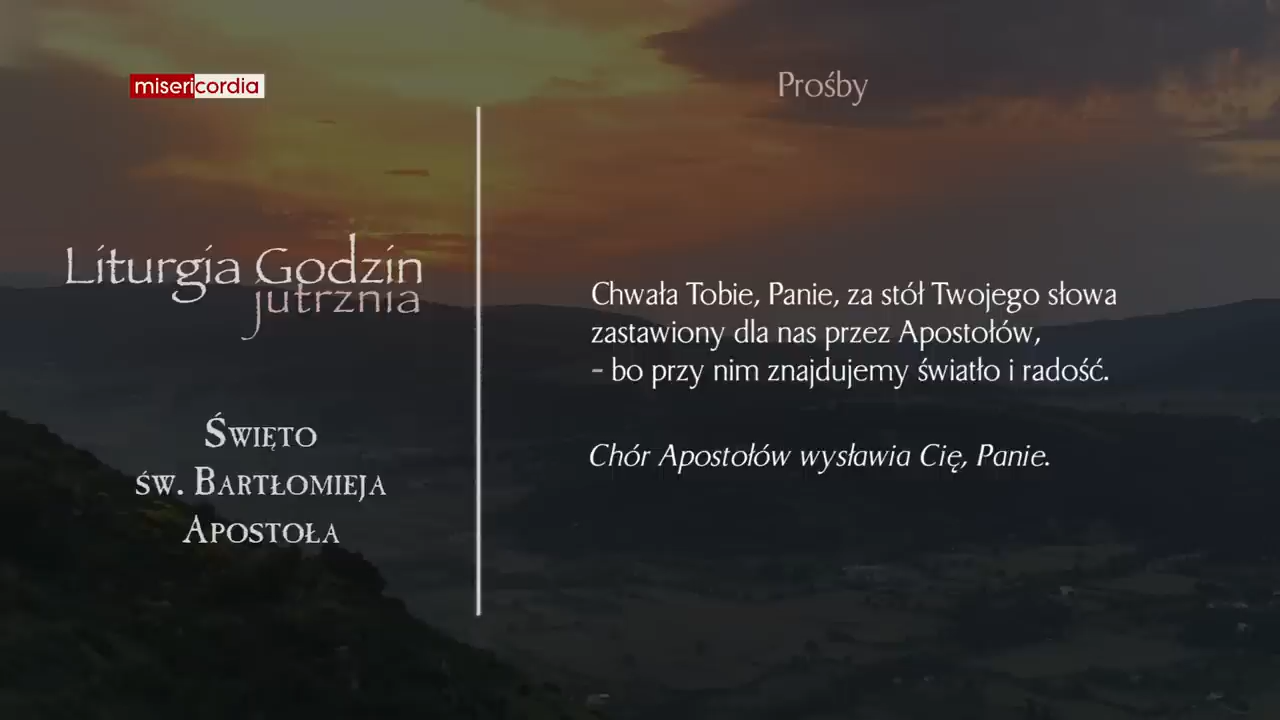 misericordia
Liturgia Godzin
jutrznia
Święto
św. Bartłomieja
Apostoła
Prośby
Chwała Tobie, Panie, za stół Twojego słowa
zastawiony dla nas przez Apostołów,
- bo przy nim znajdujemy światło i radość.
Chór Apostołów wysławia Cię, Panie.